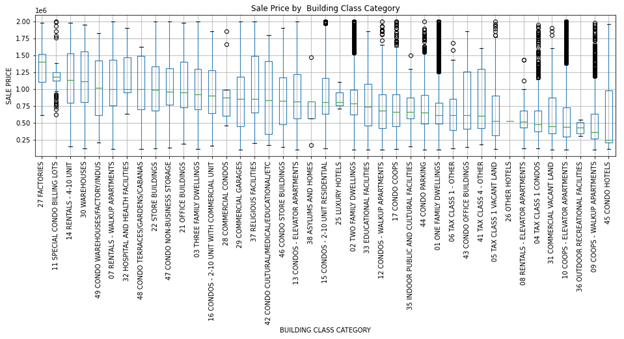 Sale Price by Building Class Category
1e6
2.00
1.75
1.50
1.25
1.00
0.75
0.50
0.25
SALE PRICE
27 FACTORIES
11 SPECIAL CONDO BILLING LOTS
14 RENTALS - 4-10 UNIT
30 WAREHOUSES
49 CONDO WAREHOUSES/FACTORY/INDUS
07 RENTALS - WALKUP APARTMENTS
32 HOSPITAL AND HEALTH FACILITIES
48 CONDO TERRACES/GARDENS/CABANAS
22 STORE BUILDINGS
47 CONDO NON-BUSINESS STORAGE
21 OFFICE BUILDINGS
03 THREE FAMILY DWELLINGS
16 CONDOS - 2-10 UNIT WITH COMMERCIAL UNIT
28 COMMERCIAL CONDOS
29 COMMERCIAL GARAGES
37 RELIGIOUS FACILITIES
42 CONDO CULTURAL/MEDICAL/EDUCATIONAL/ETC
46 CONDO STORE BUILDINGS
13 CONDOS - ELEVATOR APARTMENTS
38 ASYLUMS AND HOMES
15 CONDOS - 2-10 UNIT RESIDENTIAL
25 LUXURY HOTELS
02 TWO FAMILY DWELLINGS
33 EDUCATIONAL FACILITIES
12 CONDOS - WALKUP APARTMENTS
17 CONDO COOPS
35 INDOOR PUBLIC AND CULTURAL FACILITIES
44 CONDO PARKING
01 ONE FAMILY DWELLINGS
06 TAX CLASS 1 - OTHER
43 CONDO OFFICE BUILDINGS
41 TAX CLASS 4 - OTHER
05 TAX CLASS 1 VACANT LAND
26 OTHER HOTELS
08 RENTALS - ELEVATOR APARTMENTS
04 TAX CLASS 1 CONDOS
31 COMMERCIAL VACANT LAND
10 COOPS - ELEVATOR APARTMENTS
36 OUTDOOR RECREATIONAL FACILITIES
09 COOPS - WALKUP APARTMENTS
45 CONDO HOTELS
BUILDING CLASS CATEGORY